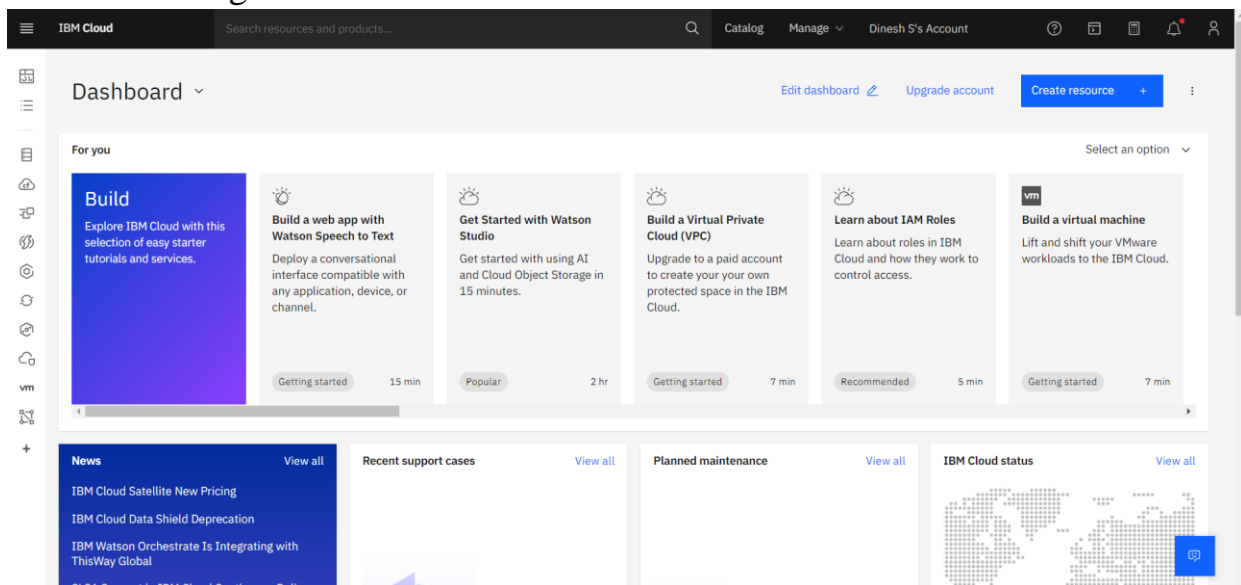 IBM Cloud
Search resources and products...
Catalog
Manage
Dinesh S's Account
Dashboard
Edit dashboard
Upgrade account
Create resource +
For you
Select an option
Build
Explore IBM Cloud with this
selection of easy starter
tutorials and services.
Build a web app with
Watson Speech to Text
Deploy a conversational
interface compatible with
any application, device, or
channel.
Getting started
15 min
Get Started with Watson
Studio
Get started with using AI
and Cloud Object Storage in
15 minutes.
Popular
2 hr
Build a Virtual Private
Cloud (VPC)
Upgrade to a paid account
to create your your own
protected space in the IBM
Cloud.
Getting started
7 min
Learn about IAM Roles
Learn about roles in IBM
Cloud and how they work to
control access.
Recommended
5 min
vm
Build a virtual machine
Lift and shift your VMware
workloads to the IBM Cloud.
Getting started
7 min
vm
News
View all
IBM Cloud Satellite New Pricing
IBM Cloud Data Shield Deprecation
IBM Watson Orchestrate Is Integrating with
ThisWay Global
Recent support cases
View all
Planned maintenance
View all
IBM Cloud status
View all